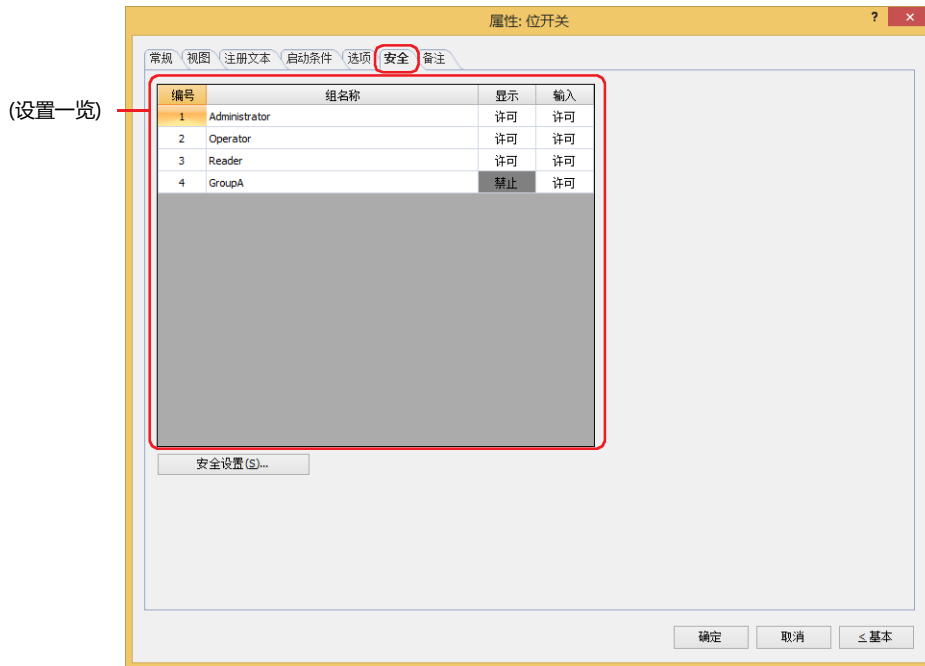 属性: 位开关
? ×
常规 视图 注册文本 启动条件 选项 安全 备注
(设置一览)
编号 组名称 显示 输入
1 Administrator 许可 许可
2 Operator 许可 许可
3 Reader 许可 许可
4 GroupA 禁止 许可
安全设置(S)...
确定 取消 ≤基本